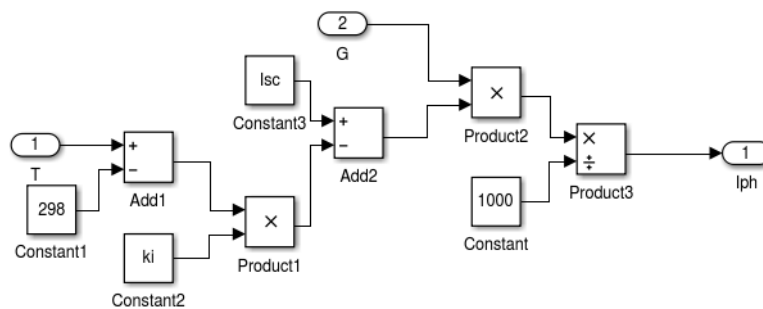 2
G
Isc
Constant3
×
Product2
+
−
Add2
1
T
+
−
Add1
298
Constant1
×
Product1
ki
Constant2
×
÷
Product3
1000
Constant
1
Iph